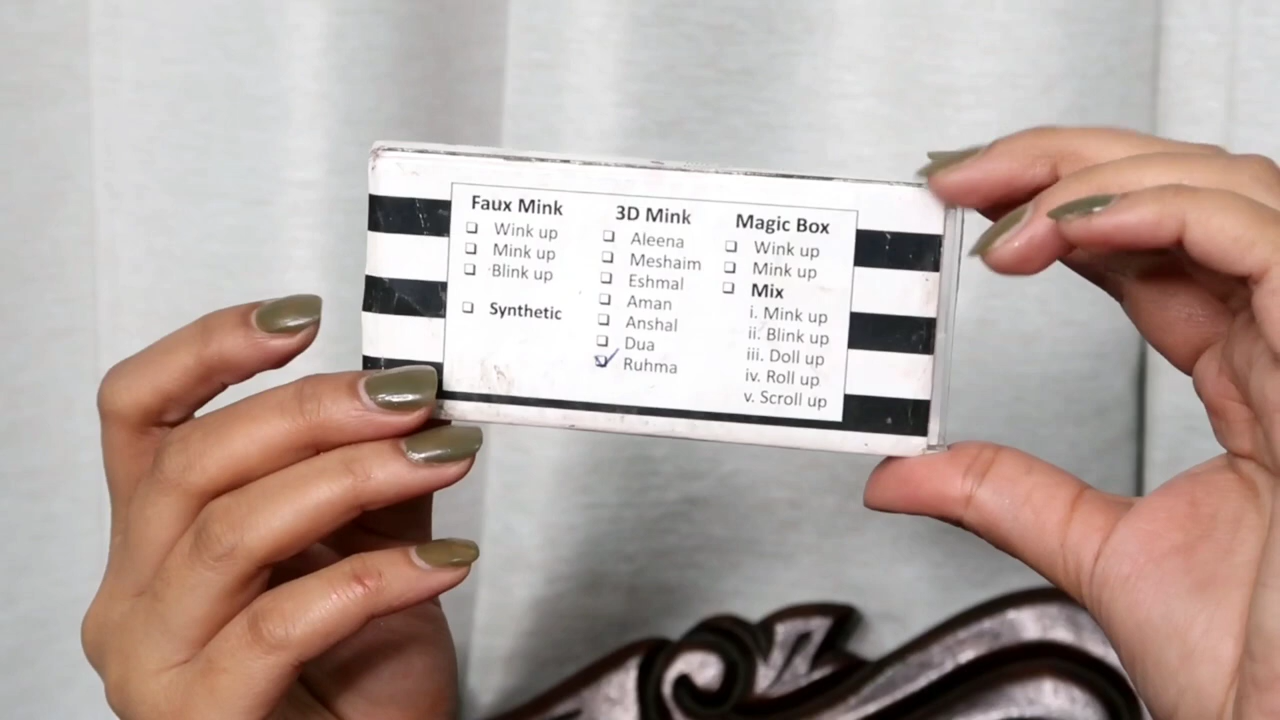 Faux Mink
❑ Wink up
❑ Mink up
❑ Blink up
❑ Synthetic
3D Mink
❑ Aleena
❑ Meshaim
❑ Eshmal
❑ Aman
❑ Anshal
❑ Dua
☑ Ruhma
Magic Box
❑ Wink up
❑ Mink up
❑ Mix
i. Mink up
ii. Blink up
iii. Doll up
iv. Roll up
v. Scroll up